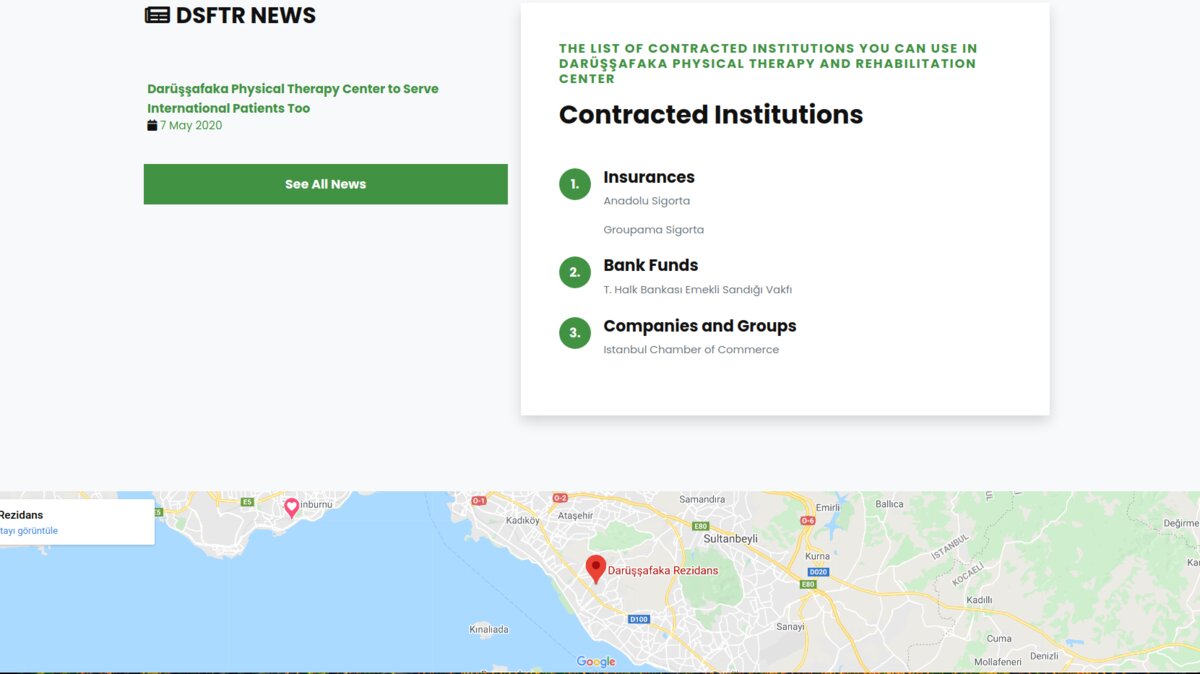 DSFTR NEWS
Darüşşafaka Physical Therapy Center to Serve
International Patients Too
7 May 2020
See All News
THE LIST OF CONTRACTED INSTITUTIONS YOU CAN USE IN
DARÜŞŞAFAKA PHYSICAL THERAPY AND REHABILITATION
CENTER
Contracted Institutions
1.
Insurances
Anadolu Sigorta
Groupama Sigorta
2.
Bank Funds
T. Halk Bankası Emekli Sandığı Vakfı
3.
Companies and Groups
Istanbul Chamber of Commerce
Rezidans
tayı görüntüle
E5
E5
inburnu
O-1
O-2
Kadıköy
Ataşehir
Samandıra
E80
Sultanbeyli
Emirli
O-6
Ballıca
Değirme
İSTANBUL
KOCAELİ
Kurna
D020
E80
Kadıllı
Darüşşafaka Rezidans
D100
Kınalıada
Sanayi
Cuma
Denizli
Mollafeneri
Google